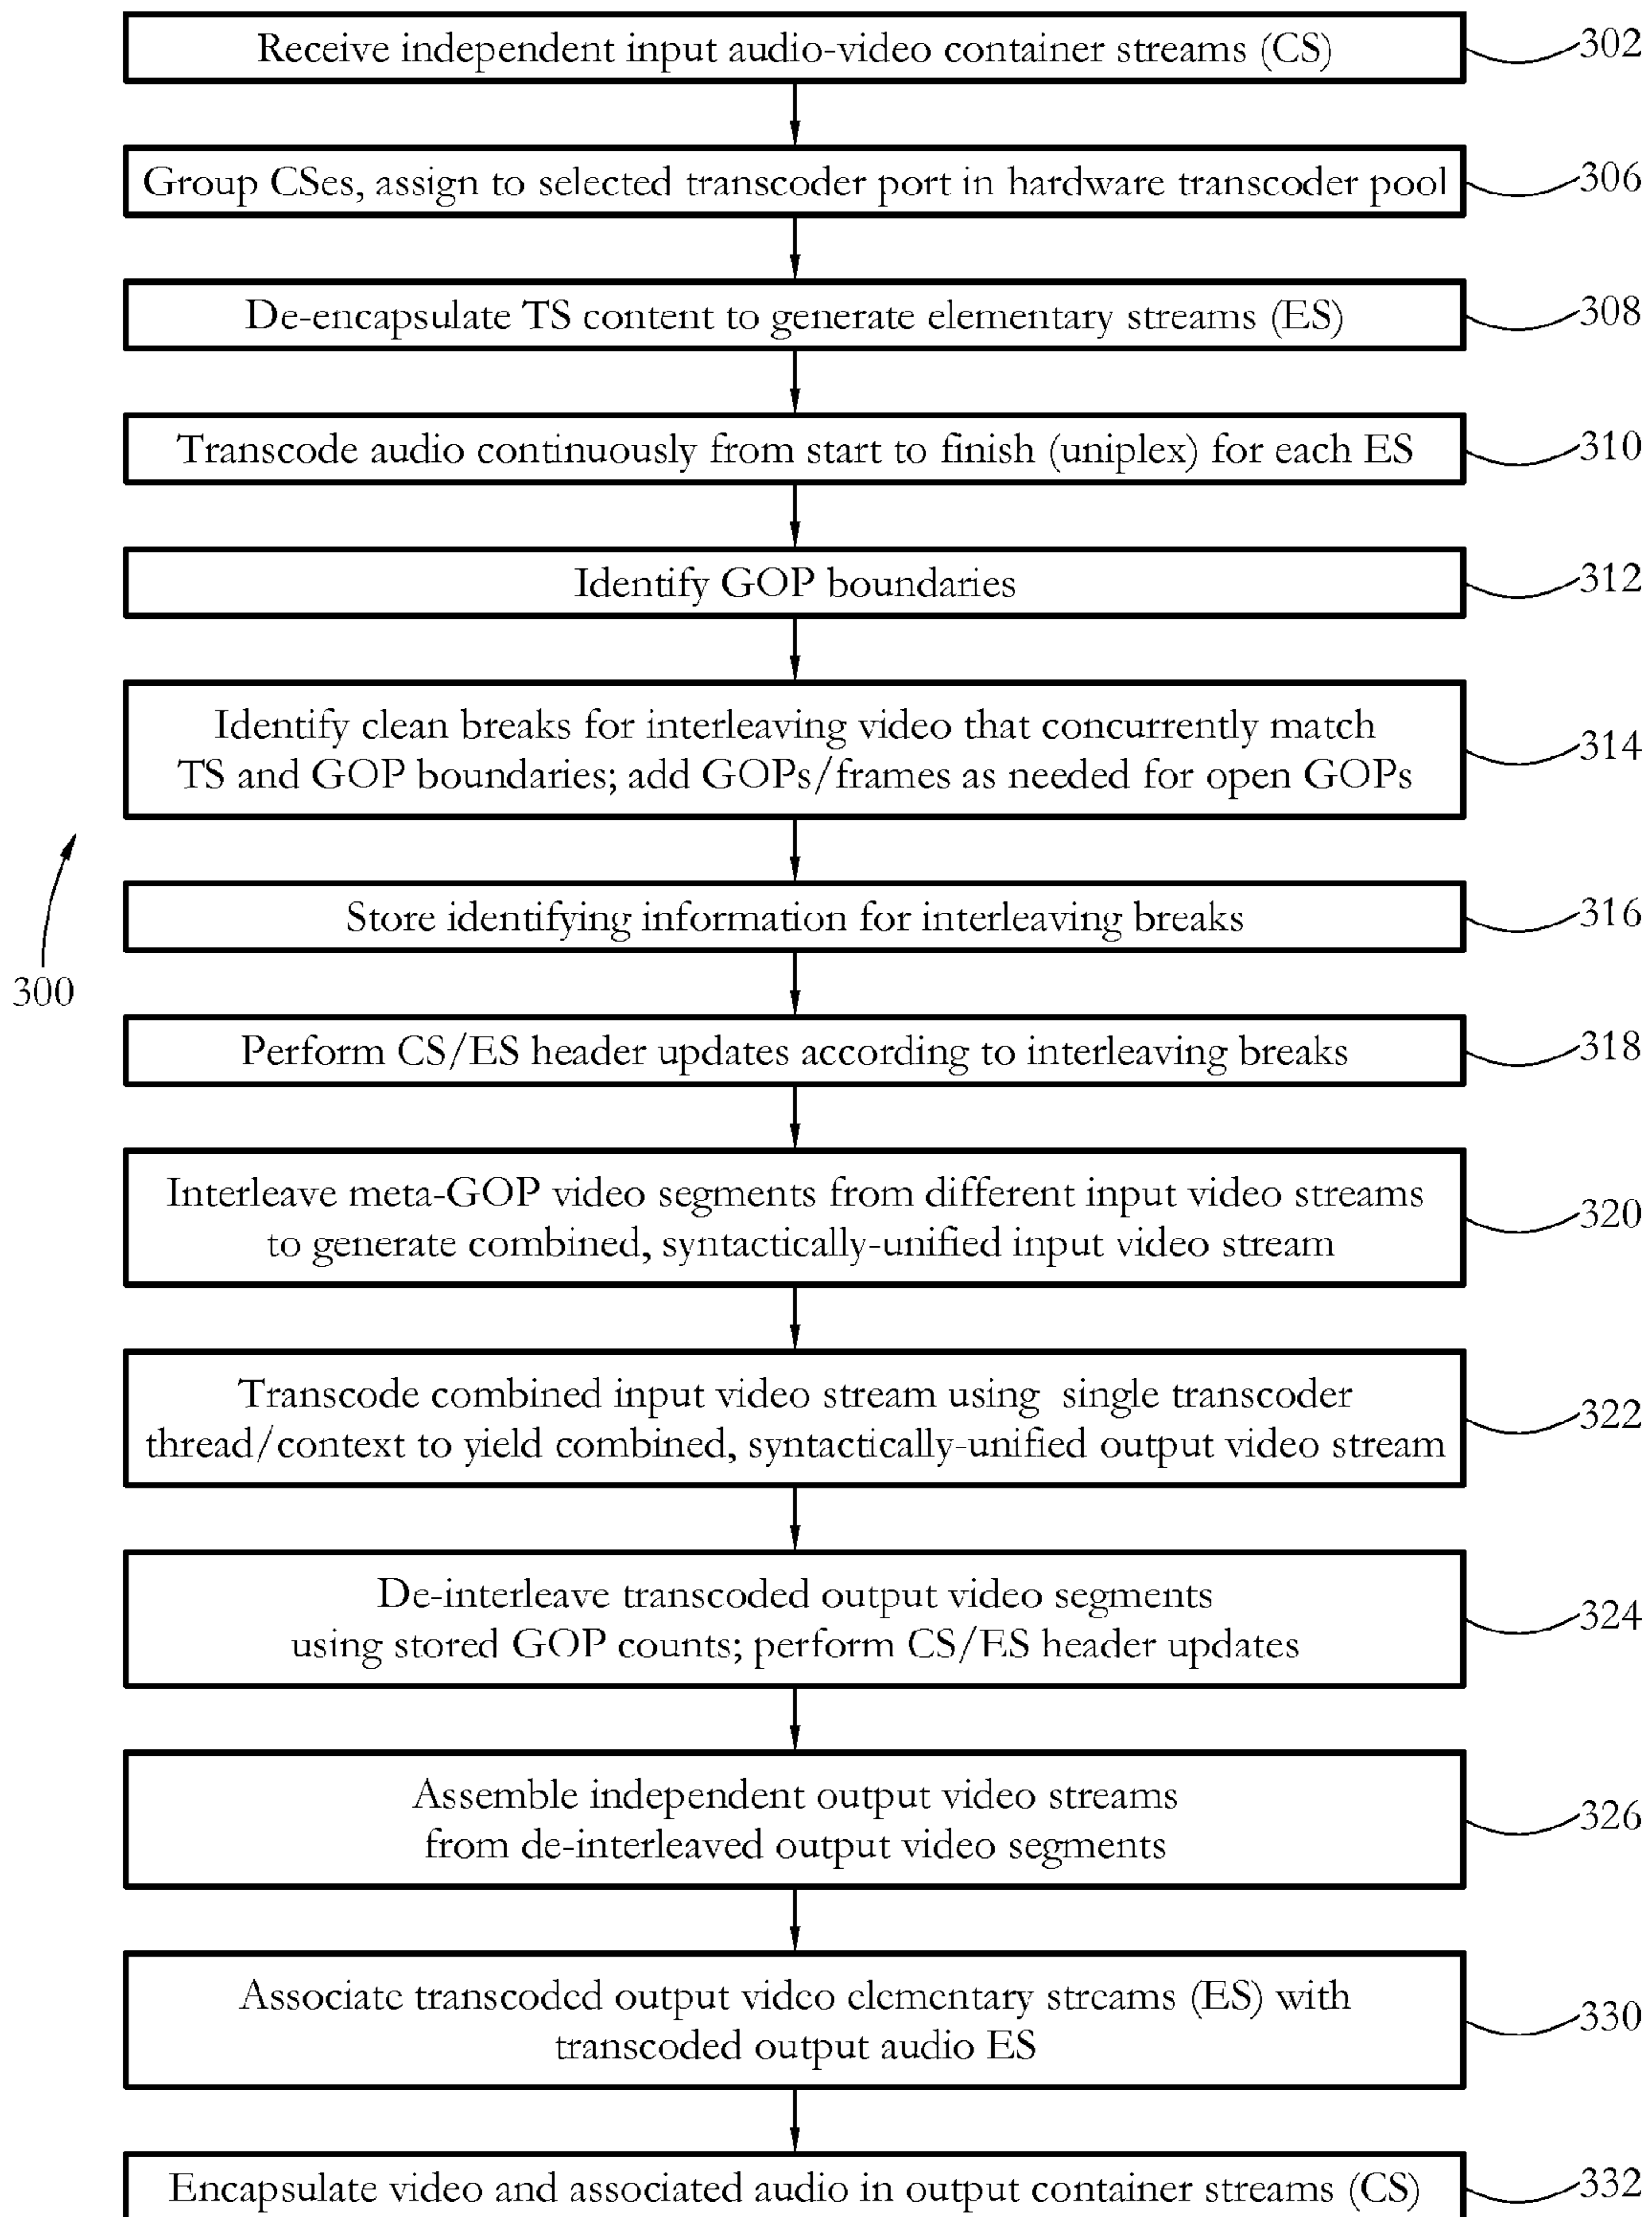 Receive independent input audio-video container streams (CS)
302
Group CSes, assign to selected transcoder port in hardware transcoder pool
306
De-encapsulate TS content to generate elementary streams (ES)
308
Transcode audio continuously from start to finish (uniplex) for each ES
310
Identify GOP boundaries
312
Identify clean breaks for interleaving video that concurrently match
TS and GOP boundaries; add GOPs/frames as needed for open GOPs
314
Store identifying information for interleaving breaks
316
300
Perform CS/ES header updates according to interleaving breaks
318
Interleave meta-GOP video segments from different input video streams
to generate combined, syntactically-unified input video stream
320
Transcode combined input video stream using single transcoder
thread/context to yield combined, syntactically-unified output video stream
322
De-interleave transcoded output video segments
using stored GOP counts; perform CS/ES header updates
324
Assemble independent output video streams
from de-interleaved output video segments
326
Associate transcoded output video elementary streams (ES) with
transcoded output audio ES
330
Encapsulate video and associated audio in output container streams (CS)
332